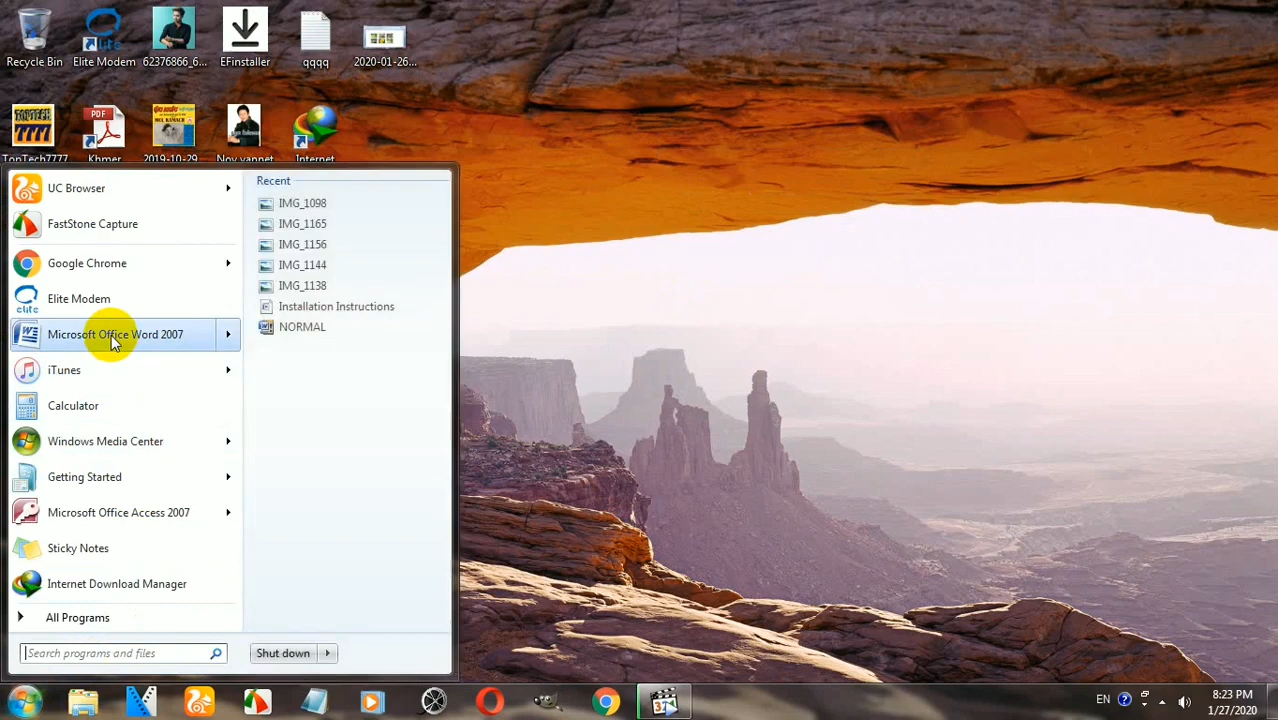 Recycle Bin
Elite Modem
62376866_6...
EFinstaller
qqqq
2020-01-26...
TopTech7777
PDF
Khmer
2019-10-29
Noy vannet
Internet
UC Browser
FastStone Capture
Google Chrome
Elite Modem
Microsoft Office Word 2007
iTunes
Calculator
Windows Media Center
Getting Started
Microsoft Office Access 2007
Sticky Notes
Internet Download Manager
All Programs
Search programs and files
Recent
IMG_1098
IMG_1165
IMG_1156
IMG_1144
IMG_1138
Installation Instructions
NORMAL
Shut down
EN
8:23 PM
1/27/2020